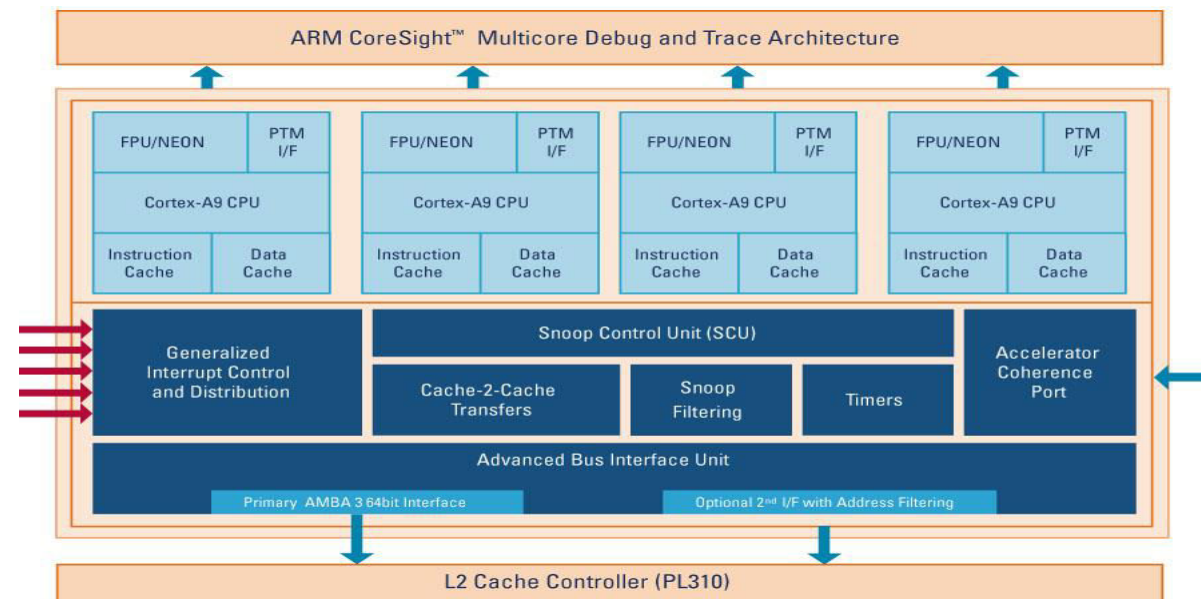 ARM CoreSight™ Multicore Debug and Trace Architecture
FPU/NEON
PTM
I/F
Cortex-A9 CPU
Instruction
Cache
Data
Cache
FPU/NEON
PTM
I/F
Cortex-A9 CPU
Instruction
Cache
Data
Cache
FPU/NEON
PTM
I/F
Cortex-A9 CPU
Instruction
Cache
Data
Cache
FPU/NEON
PTM
I/F
Cortex-A9 CPU
Instruction
Cache
Data
Cache
Generalized
Interrupt Control
and Distribution
Snoop Control Unit (SCU)
Cache-2-Cache
Transfers
Snoop
Filtering
Timers
Accelerator
Coherence
Port
Advanced Bus Interface Unit
Primary AMBA 3 64bit Interface
Optional 2nd I/F with Address Filtering
L2 Cache Controller (PL310)